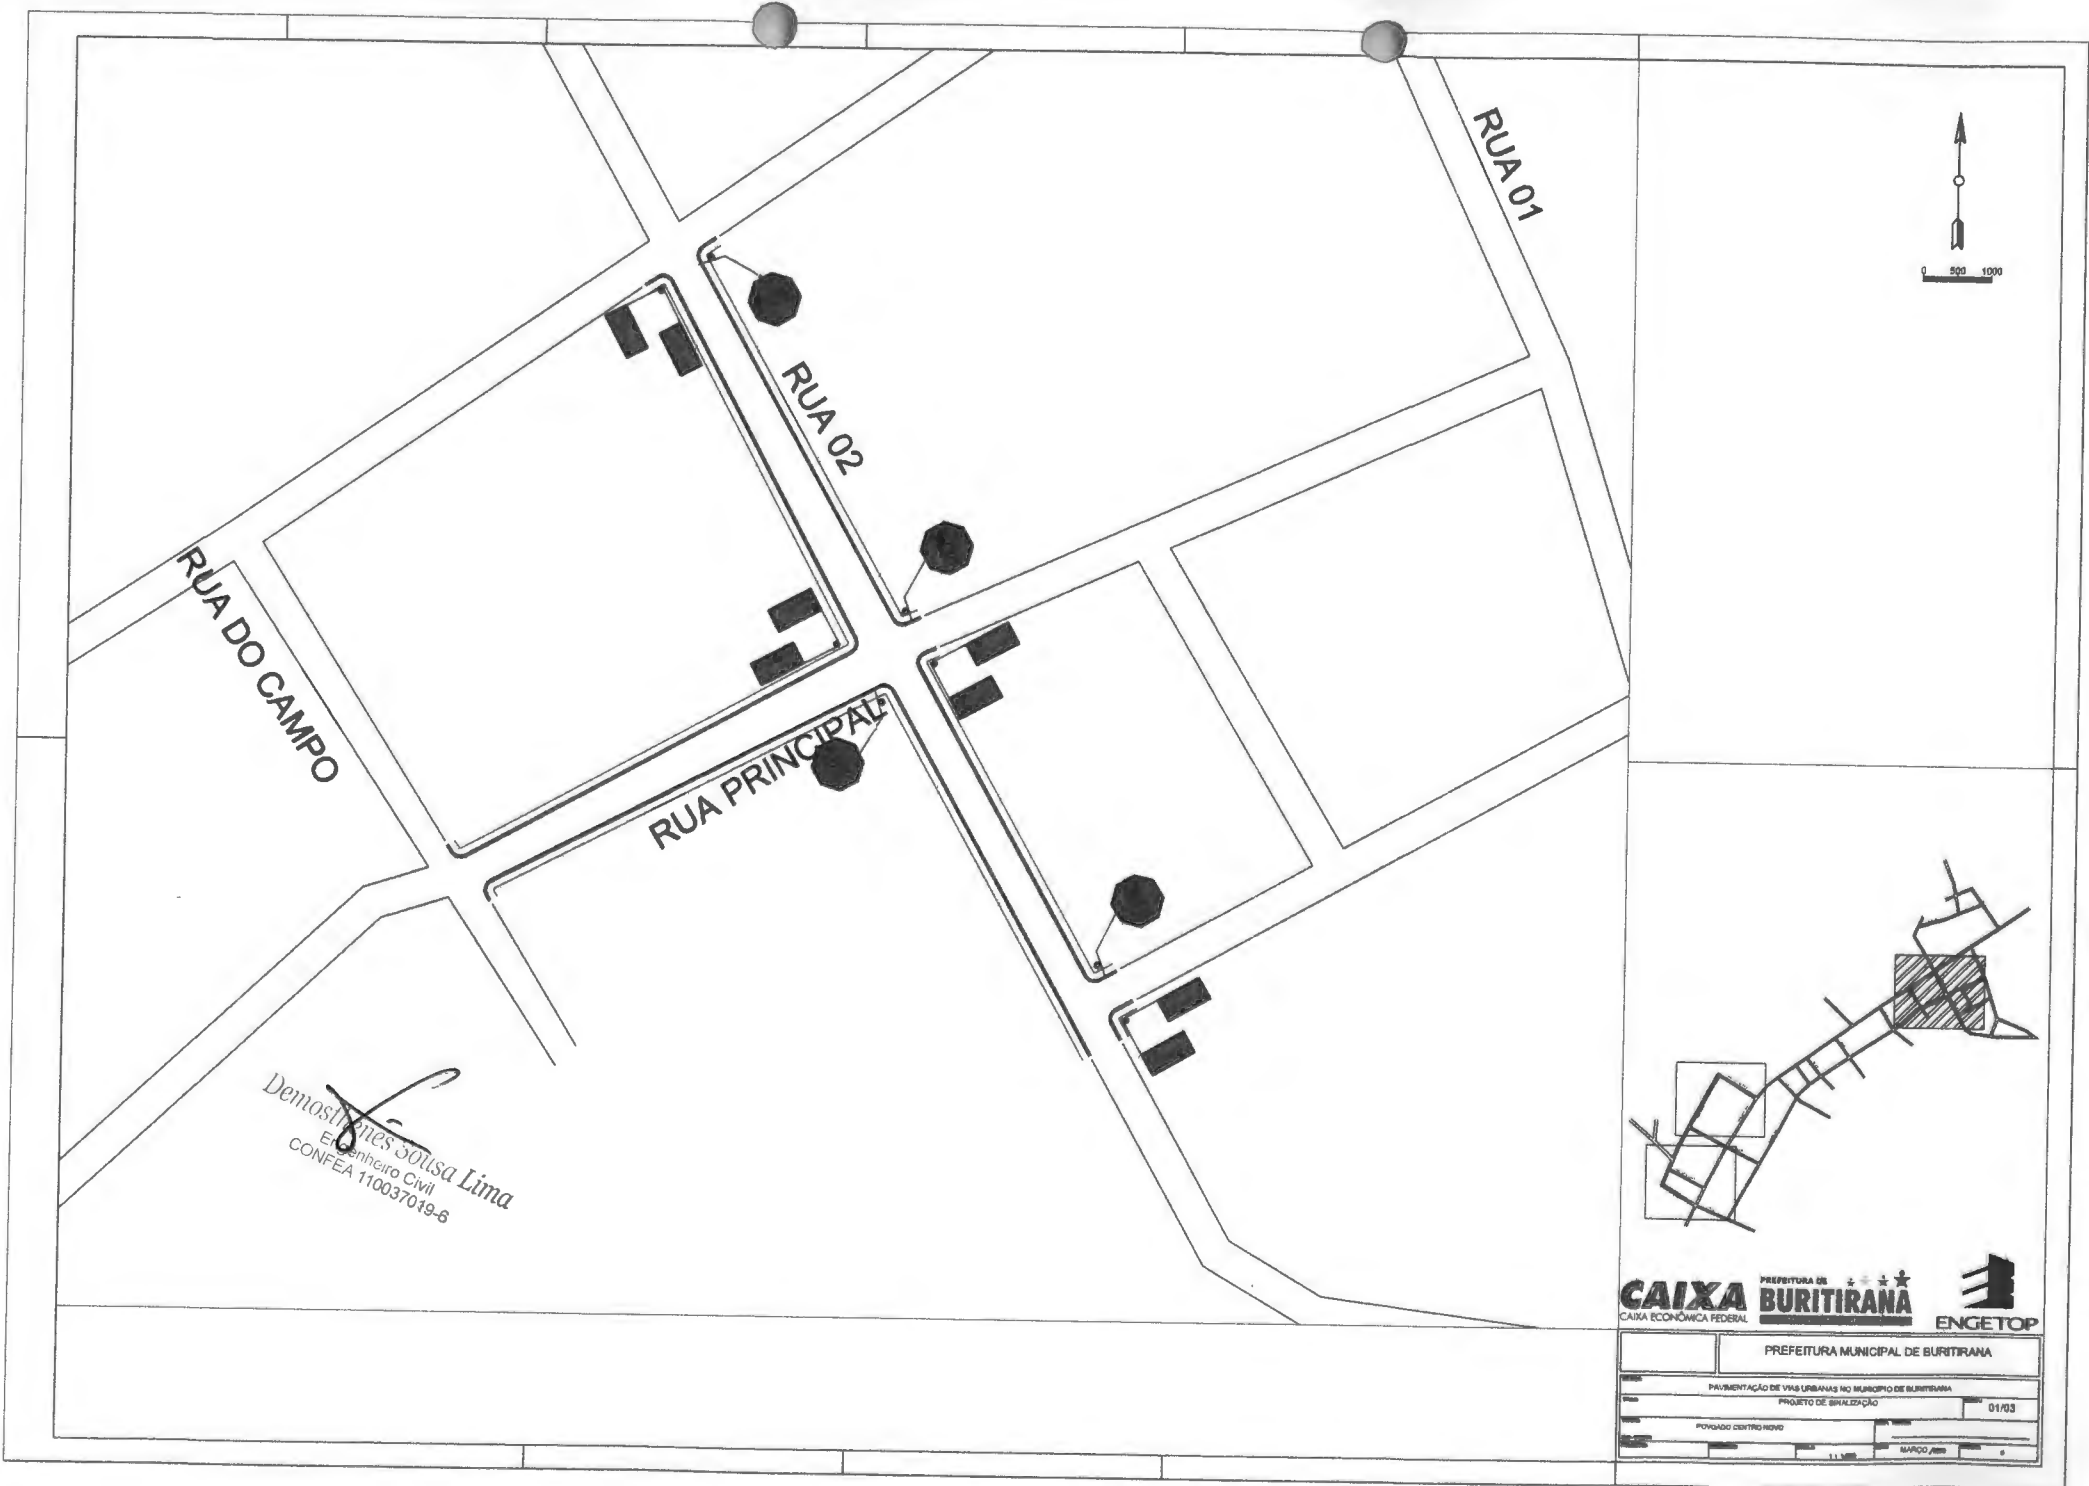 RUA 01
RUA 02
RUA DO CAMPO
RUA PRINCIPAL
0 500 1000
Demosthenes Sousa Lima
Engenheiro Civil
CONFEA 110037019-6
CAIXA
CAIXA ECONÔMICA FEDERAL
PREFEITURA DE
BURITIRANA
ENGETOP
PREFEITURA MUNICIPAL DE BURITIRANA
PAVIMENTAÇÃO DE VIAS URBANAS NO MUNICÍPIO DE BURITIRANA
PROJETO DE SINALIZAÇÃO
01/03
POVOADO CENTRO NOVO
MARÇO